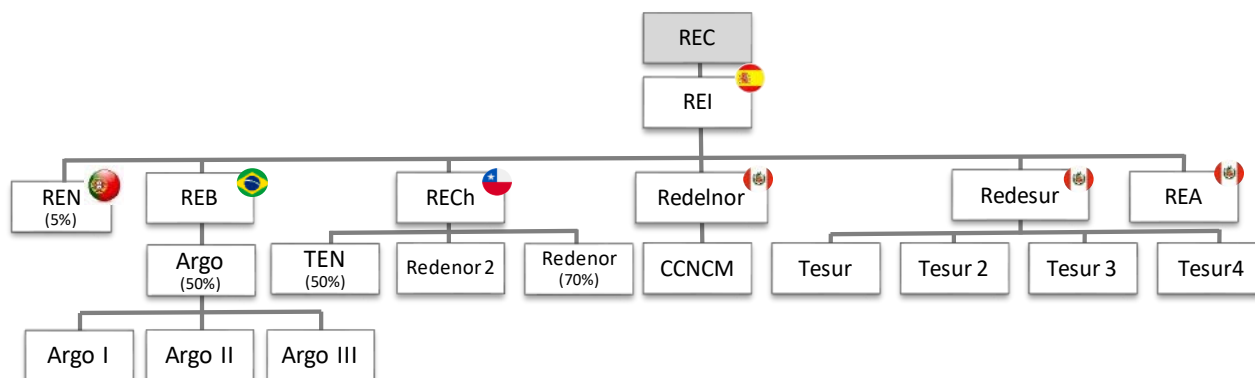 REC
REI
REN
(5%)
REB
RECh
Redelnor
Redesur
REA
Argo
(50%)
TEN
(50%)
Redenor 2
Redenor
(70%)
CCNCM
Tesur
Tesur 2
Tesur 3
Tesur4
Argo I
Argo II
Argo III